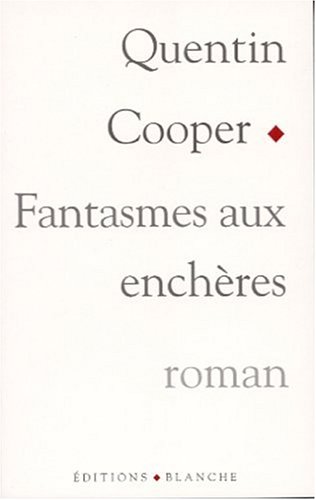 Quentin
Cooper ◆
Fantasmes aux
enchères
roman
ÉDITIONS ◆ BLANCHE